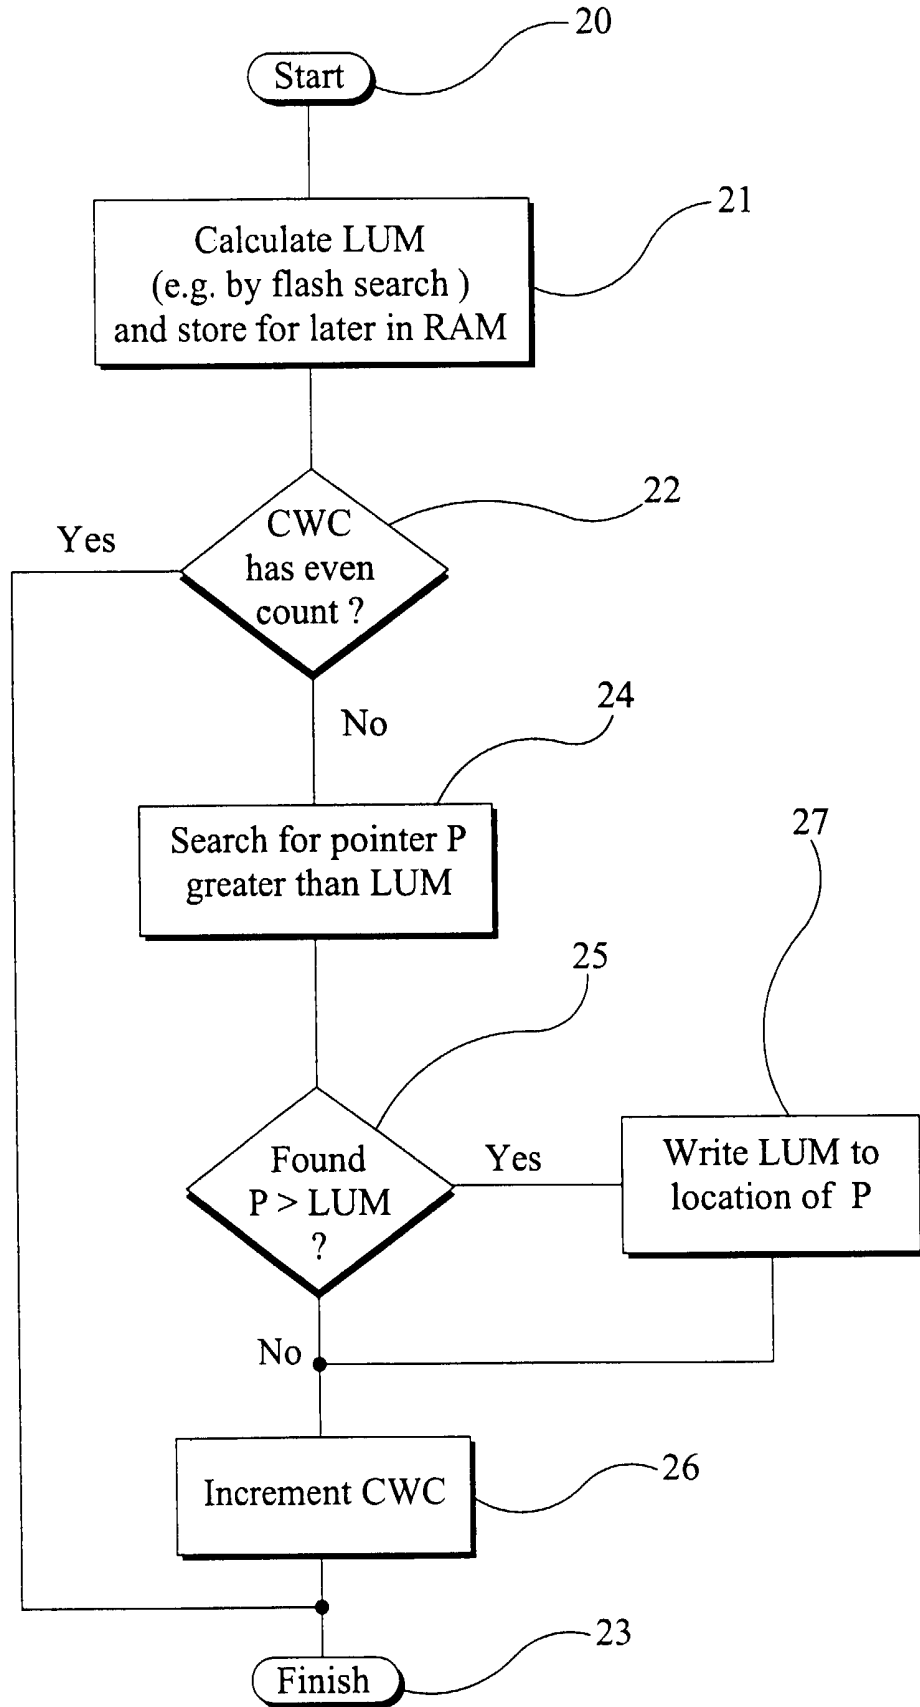 20
Start
21
Calculate LUM
(e.g. by flash search )
and store for later in RAM
22
CWC
has even
count ?
Yes
No
24
Search for pointer P
greater than LUM
27
25
Found
P > LUM
?
Yes
Write LUM to
location of P
No
Increment CWC
26
23
Finish